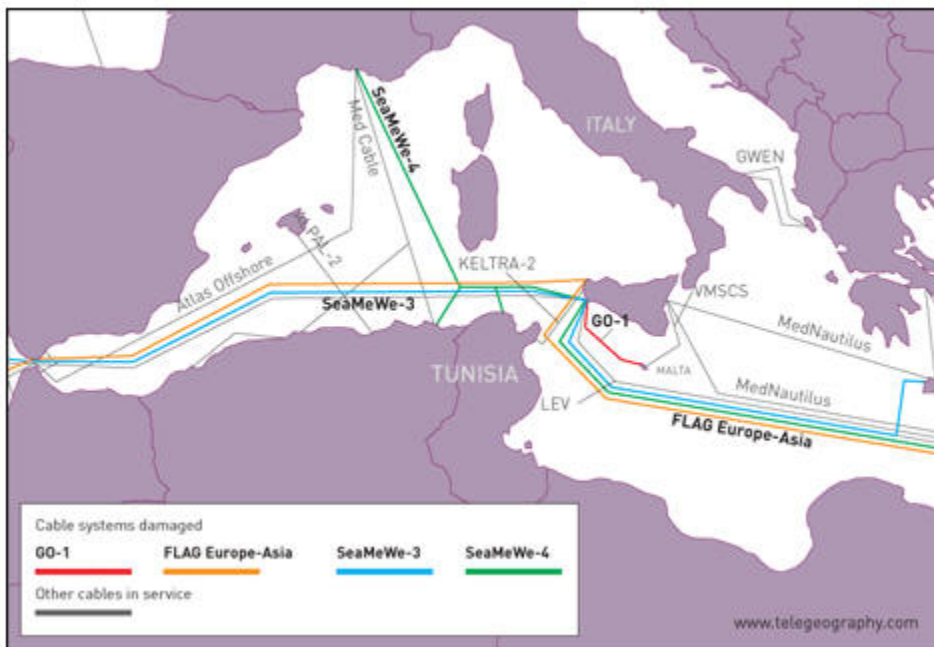 SeaMeWe-4
Med Cable
ITALY
GWEN
PAL-2
Atlas Offshore
KELTRA-2
SeaMeWe-3
VMSCS
GO-1
MedNautilus
MALTA
TUNISIA
MedNautilus
LEV
FLAG Europe-Asia
Cable systems damaged
GO-1 FLAG Europe-Asia SeaMeWe-3 SeaMeWe-4
Other cables in service
www.telegeography.com